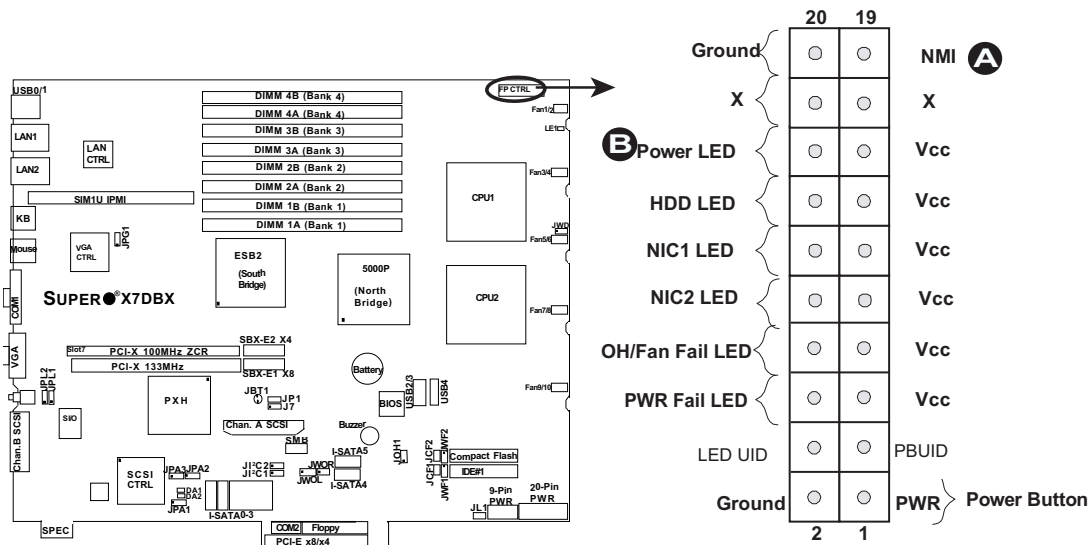 USB0/1
LAN1
LAN2
KB
Mouse
COM1
VGA
Chan.B SCSI
LAN
CTRL
SIM1U IPMI
VGA
CTRL
JPG1
DIMM 4B (Bank 4)
DIMM 4A (Bank 4)
DIMM 3B (Bank 3)
DIMM 3A (Bank 3)
DIMM 2B (Bank 2)
DIMM 2A (Bank 2)
DIMM 1B (Bank 1)
DIMM 1A (Bank 1)
FP CTRL
Fan1/2
LE1
Fan3/4
JWD
Fan5/6
Fan7/8
Fan9/10
CPU1
CPU2
ESB2
(South
Bridge)
5000P
(North
Bridge)
SUPER ® X7DBX
Slot7
PCI-X 100MHz ZCR
PCI-X 133MHz
SBX-E2 X4
SBX-E1 X8
JPL2
JPL1
SIO
PXH
JBT1
JP1
J7
Battery
BIOS
USB2/3
USB4
Chan. A SCSI
Buzzer
SMB
I-SATA5
I-SATA4
JOH1
JCF2
JWF2
JCF1
JWF1
Compact Flash
IDE#1
JI²C2
JI²C1
JWOR
JWOL
SCSI
CTRL
JPA3
JPA2
DA1
DA2
JPA1
I-SATA0-3
9-Pin
PWR
20-Pin
PWR
JL1
SPEC
COM2
Floppy
PCI-E x8/x4
20 19
Ground NMI A
X X
B Power LED Vcc
HDD LED Vcc
NIC1 LED Vcc
NIC2 LED Vcc
OH/Fan Fail LED Vcc
PWR Fail LED Vcc
LED UID PBUID
Ground PWR Power Button
2 1